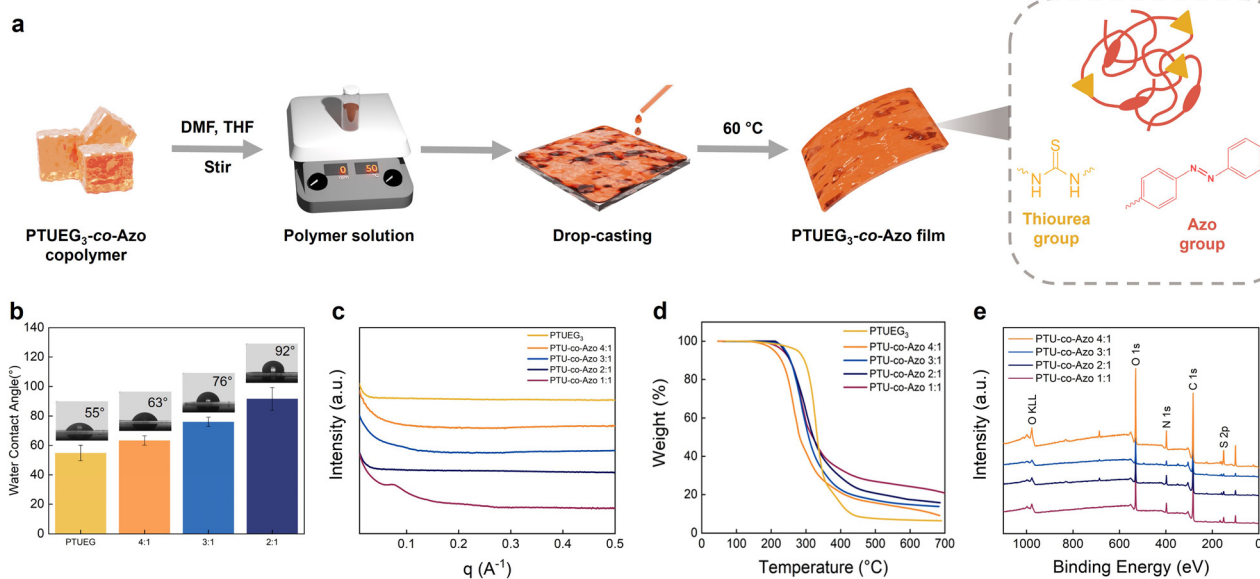 a
DMF, THF
Stir
60 °C
PTUEG₃-co-Azo
copolymer
Polymer solution
0
50
Drop-casting
PTUEG₃-co-Azo film
S
N
H
N
H
Thiourea
group
N
N
Azo
group
b
Water Contact Angle(°)
140
120
100
80
60
40
20
0
55°
63°
76°
92°
PTUEG
4:1
3:1
2:1
c
Intensity (a.u.)
PTUEG₃
PTU-co-Azo 4:1
PTU-co-Azo 3:1
PTU-co-Azo 2:1
PTU-co-Azo 1:1
0.1
0.2
0.3
0.4
0.5
q (A⁻¹)
d
Weight (%)
100
80
60
40
20
0
PTUEG₃
PTU-co-Azo 4:1
PTU-co-Azo 3:1
PTU-co-Azo 2:1
PTU-co-Azo 1:1
0
100
200
300
400
500
600
700
Temperature (°C)
e
Intensity (a.u.)
PTU-co-Azo 4:1
PTU-co-Azo 3:1
PTU-co-Azo 2:1
PTU-co-Azo 1:1
O KLL
O 1s
N 1s
C 1s
S 2p
1000
800
600
400
200
0
Binding Energy (eV)